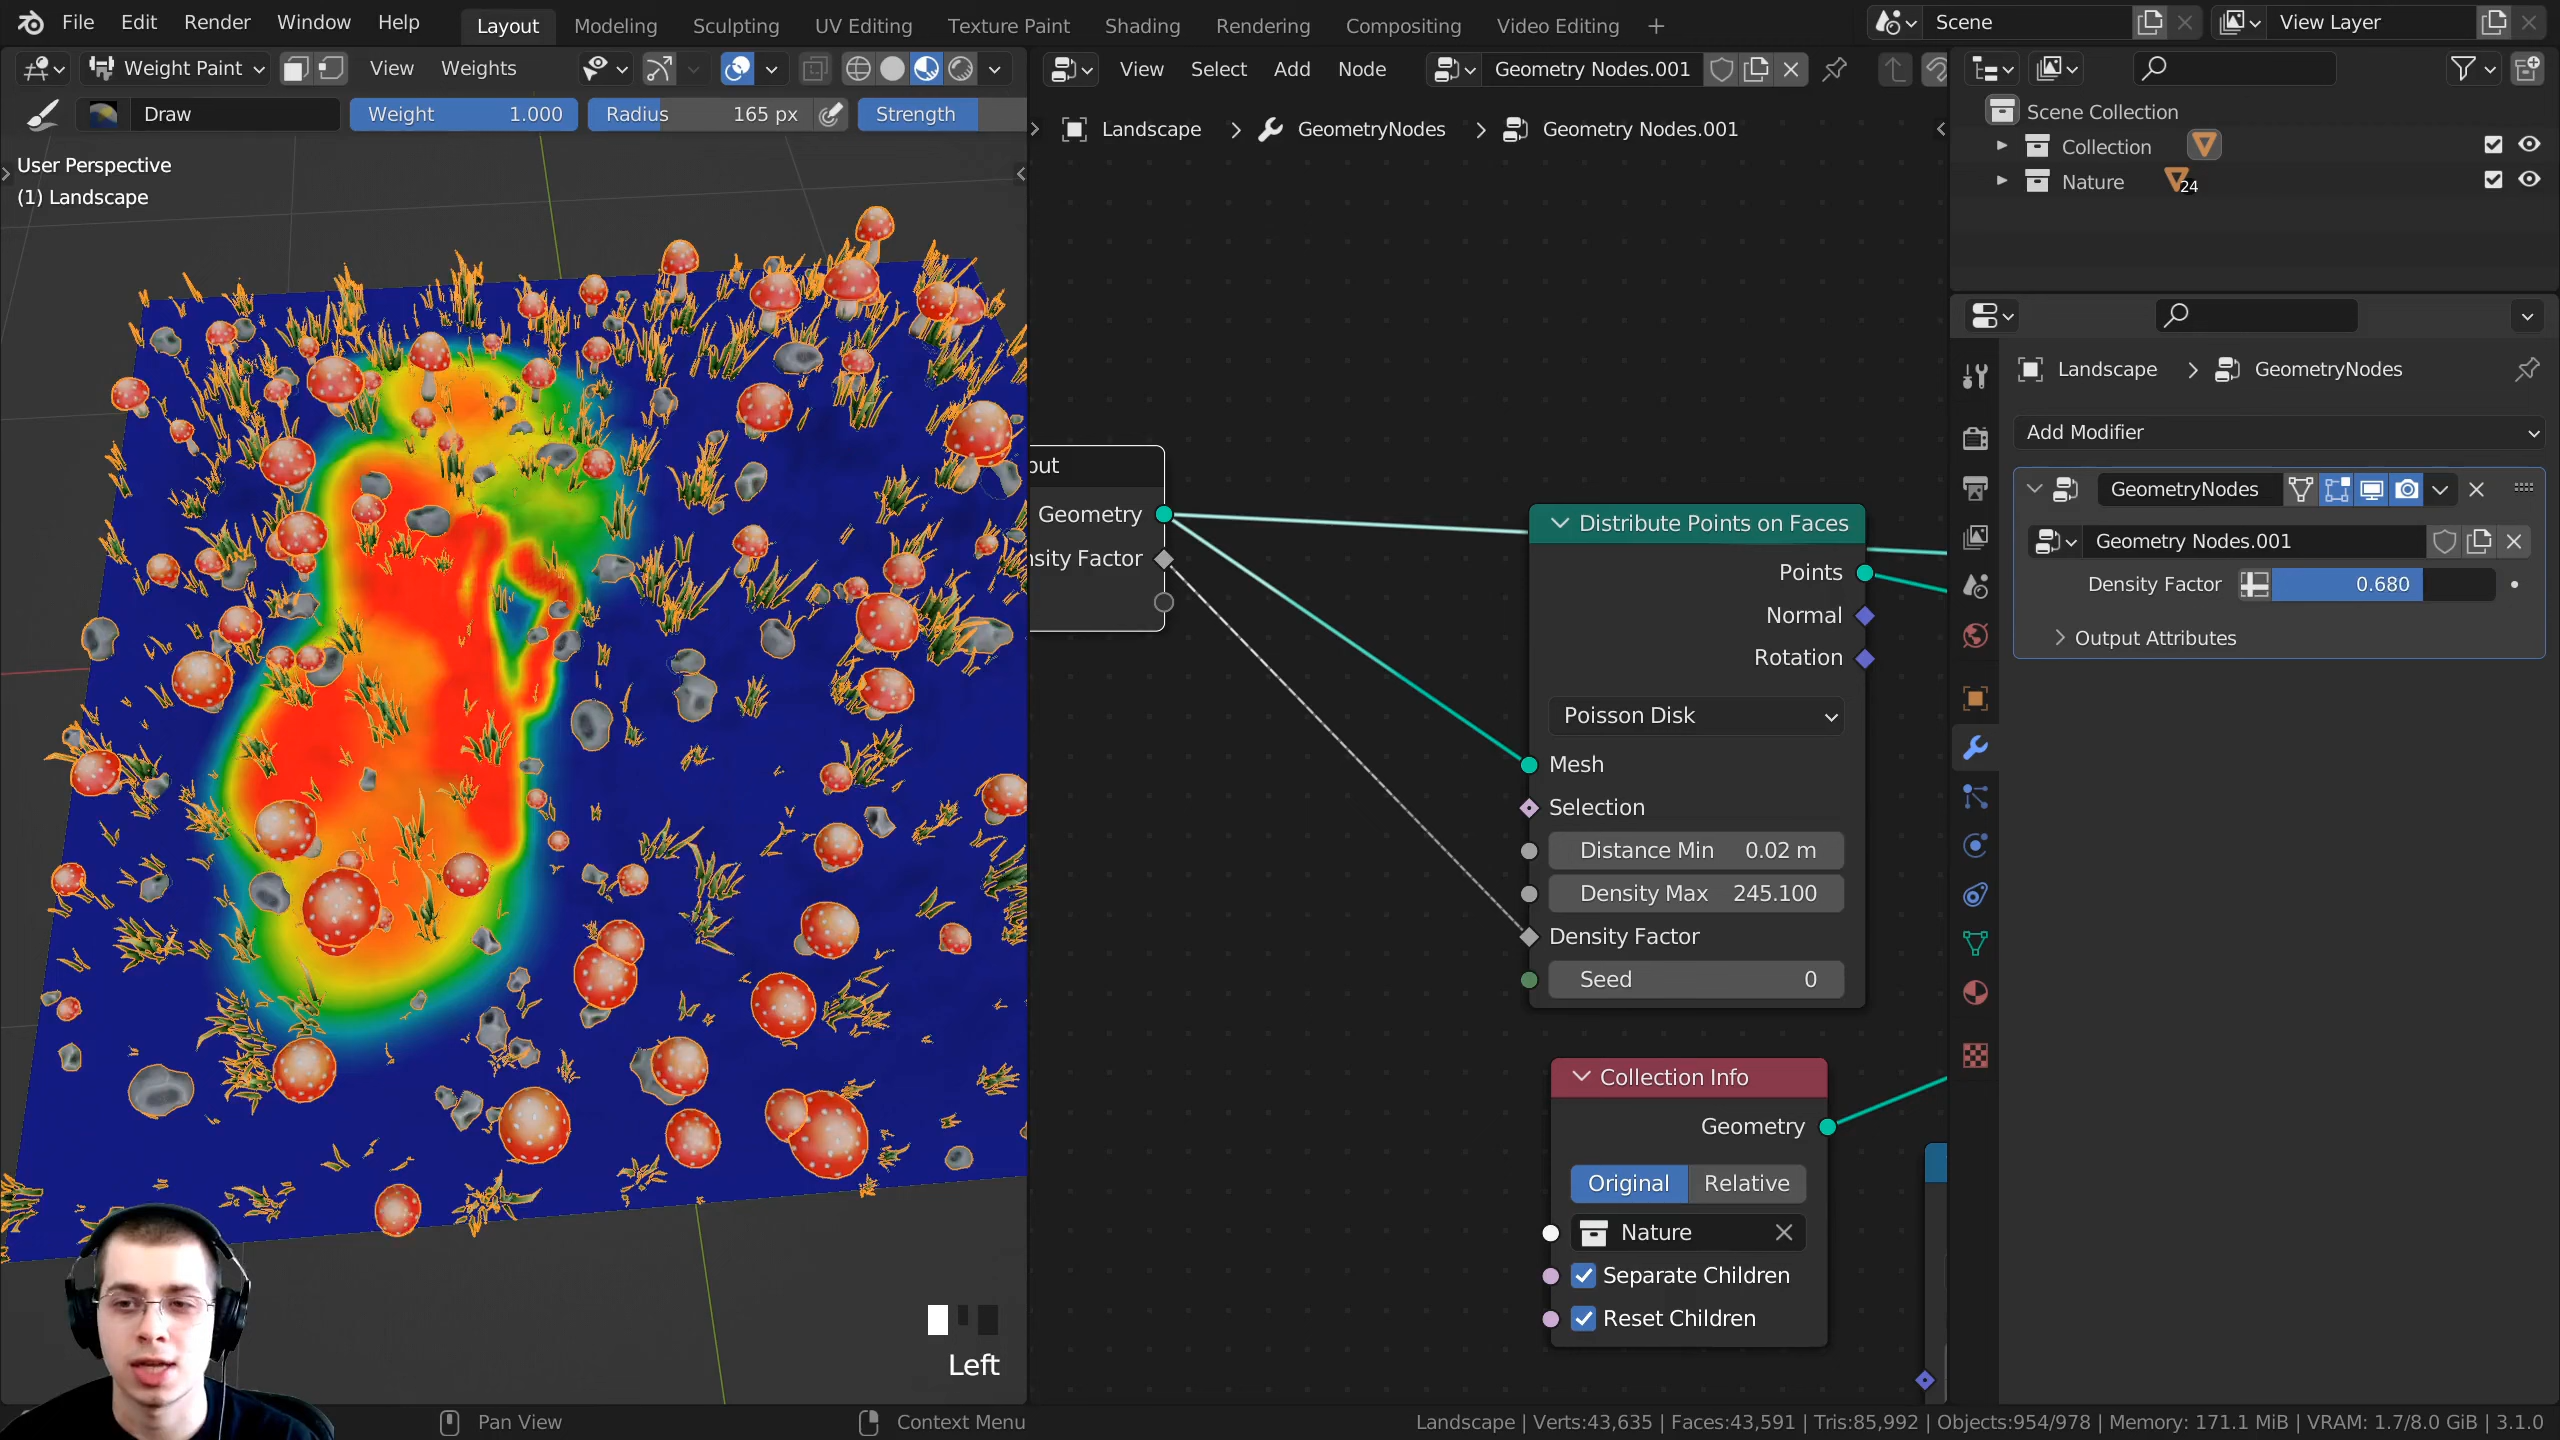 File Edit Render Window Help Layout Modeling Sculpting UV Editing Texture Paint Shading Rendering Compositing Video Editing + Scene View Layer
Weight Paint View Weights View Select Add Node Geometry Nodes.001
Draw Weight 1.000 Radius 165 px Strength
Landscape > GeometryNodes > Geometry Nodes.001
User Perspective
(1) Landscape
Scene Collection
Collection
Nature 24
Landscape > GeometryNodes
Add Modifier
GeometryNodes
Geometry Nodes.001
Density Factor 0.680
Output Attributes
put
Geometry
nsity Factor
Distribute Points on Faces
Points
Normal
Rotation
Poisson Disk
Mesh
Selection
Distance Min 0.02 m
Density Max 245.100
Density Factor
Seed 0
Collection Info
Geometry
Original Relative
Nature
Separate Children
Reset Children
Left
Pan View Context Menu Landscape | Verts:43,635 | Faces:43,591 | Tris:85,992 | Objects:954/978 | Memory: 171.1 MiB | VRAM: 1.7/8.0 GiB | 3.1.0